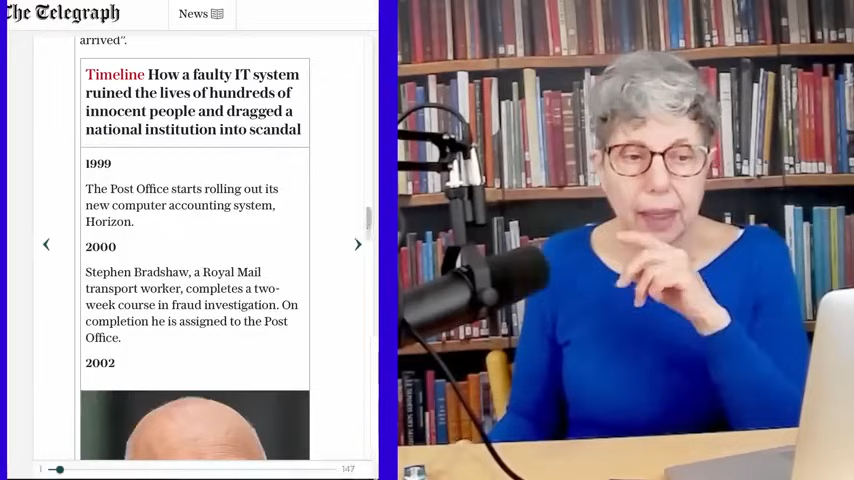 The Telegraph
News
arrived".
Timeline How a faulty IT system
ruined the lives of hundreds of
innocent people and dragged a
national institution into scandal
1999
The Post Office starts rolling out its
new computer accounting system,
Horizon.
2000
Stephen Bradshaw, a Royal Mail
transport worker, completes a two-
week course in fraud investigation. On
completion he is assigned to the Post
Office.
2002
1
147